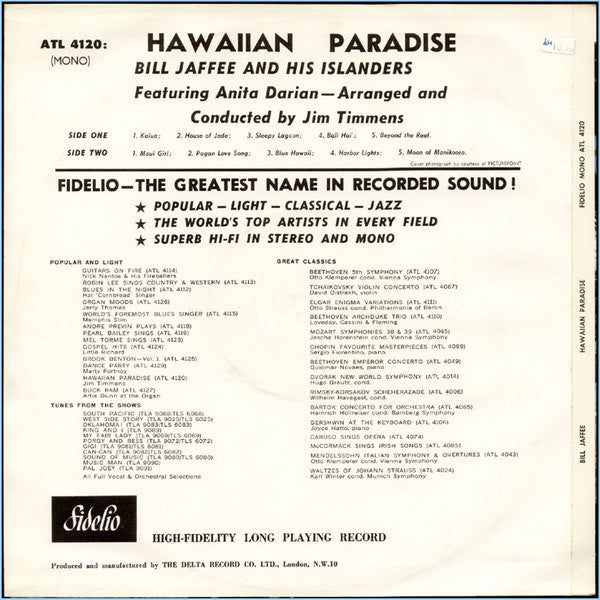 ATL 4120:
(MONO)
HAWAIIAN PARADISE
BILL JAFFEE AND HIS ISLANDERS
Featuring Anita Darian—Arranged and
Conducted by Jim Timmens
SIDE ONE 1. Kalua; 2. House of Jade; 3. Sleepy Lagoon; 4. Bali Hai; 5. Beyond the Reef.
SIDE TWO 1. Maui Girl; 2. Pagan Love Song; 3. Blue Hawaii; 4. Harbor Lights; 5. Moon of Manikoora.
Cover photograph by courtesy of PICTUREPOINT
FIDELIO—THE GREATEST NAME IN RECORDED SOUND!
★ POPULAR – LIGHT – CLASSICAL – JAZZ
★ THE WORLD'S TOP ARTISTS IN EVERY FIELD
★ SUPERB HI-FI IN STEREO AND MONO
POPULAR AND LIGHT
GUITARS ON FIRE (ATL 4114)
Nick Nantos & His Fireballers
ROBIN LEE SINGS COUNTRY & WESTERN (ATL 4113)
BLUES IN THE NIGHT (ATL 4132)
Hal "Cornbread" Singer
ORGAN MOODS (ATL 4126)
Jerry Thomas
WORLD'S FOREMOST BLUES SINGER (ATL 4115)
Memphis Slim
ANDRE PREVIN PLAYS (ATL 4118)
PEARL BAILEY SINGS (ATL 4119)
MEL TORME SINGS (ATL 4123)
GOSPEL HITS (ATL 4124)
Little Richard
BROOK BENTON—Vol. 1. (ATL 4125)
DANCE PARTY (ATL 4129)
Marty Portnoy
HAWAIIAN PARADISE (ATL 4120)
Jim Timmens
BUCK RAM (ATL 4127)
Artie Dunn at the Organ
TUNES FROM THE SHOWS
SOUTH PACIFIC (TLA 5068/TLS 6068)
WEST SIDE STORY (TLA 9025/TLS 6025)
OKLAHOMA! (TLA 5083/TLS 6083)
KING AND I (TLA 9089)
MY FAIR LADY (TLA 9069/TLS 6069)
PORGY AND BESS (TLA 9072/TLS 6072)
GIGI (TLA 9081/TLS 6081)
CAN-CAN (TLA 9082/TLS 6082)
SOUND OF MUSIC (TLA 9080/TLS 6080)
MUSIC MAN (TLA 9090)
PAL JOEY (TLA 9091)
All Full Vocal & Orchestral Selections
GREAT CLASSICS
BEETHOVEN 5th SYMPHONY (ATL 4107)
Otto Klemperer cond. Vienna Symphony
TCHAIKOVSKY VIOLIN CONCERTO (ATL 4067)
David Oistrakh, violin
ELGAR ENIGMA VARIATIONS (ATL 4111)
Otto Strauss cond. Philharmonia of Berlin
BEETHOVEN ARCHDUKE TRIO (ATL 4110)
Loveday, Cassini & Fleming
MOZART SYMPHONIES 38 & 39 (ATL 4045)
Jascha Horenstein cond. Vienna Symphony
CHOPIN FAVOURITE MASTERPIECES (ATL 4098)
Sergio Fiorentino, piano
BEETHOVEN EMPEROR CONCERTO (ATL 4049)
Guiomar Novaes, piano
DVORAK NEW WORLD SYMPHONY (ATL 4014)
Hugo Grautz, cond.
RIMSKY-KORSAKOV SCHEHERAZADE (ATL 4006)
Wilhelm Havagest, cond.
BARTOK CONCERTO FOR ORCHESTRA (ATL 4065)
Heinrich Hollreiser cond. Bamberg Symphony
GERSHWIN AT THE KEYBOARD (ATL 4106)
Joyce Hatto, piano
CARUSO SINGS OPERA (ATL 4074)
McCORMACK SINGS IRISH SONGS (ATL 4085)
MENDELSSOHN ITALIAN SYMPHONY & OVERTURES (ATL 4043)
Otto Klemperer cond. Vienna Symphony
WALTZES OF JOHANN STRAUSS (ATL 4024)
Karl Winter cond. Munich Symphony
Fidelio
HIGH-FIDELITY LONG PLAYING RECORD
Produced and manufactured by THE DELTA RECORD CO. LTD., London, N.W.10
BILL JAFFEE HAWAIIAN PARADISE FIDELIO MONO ATL 4120